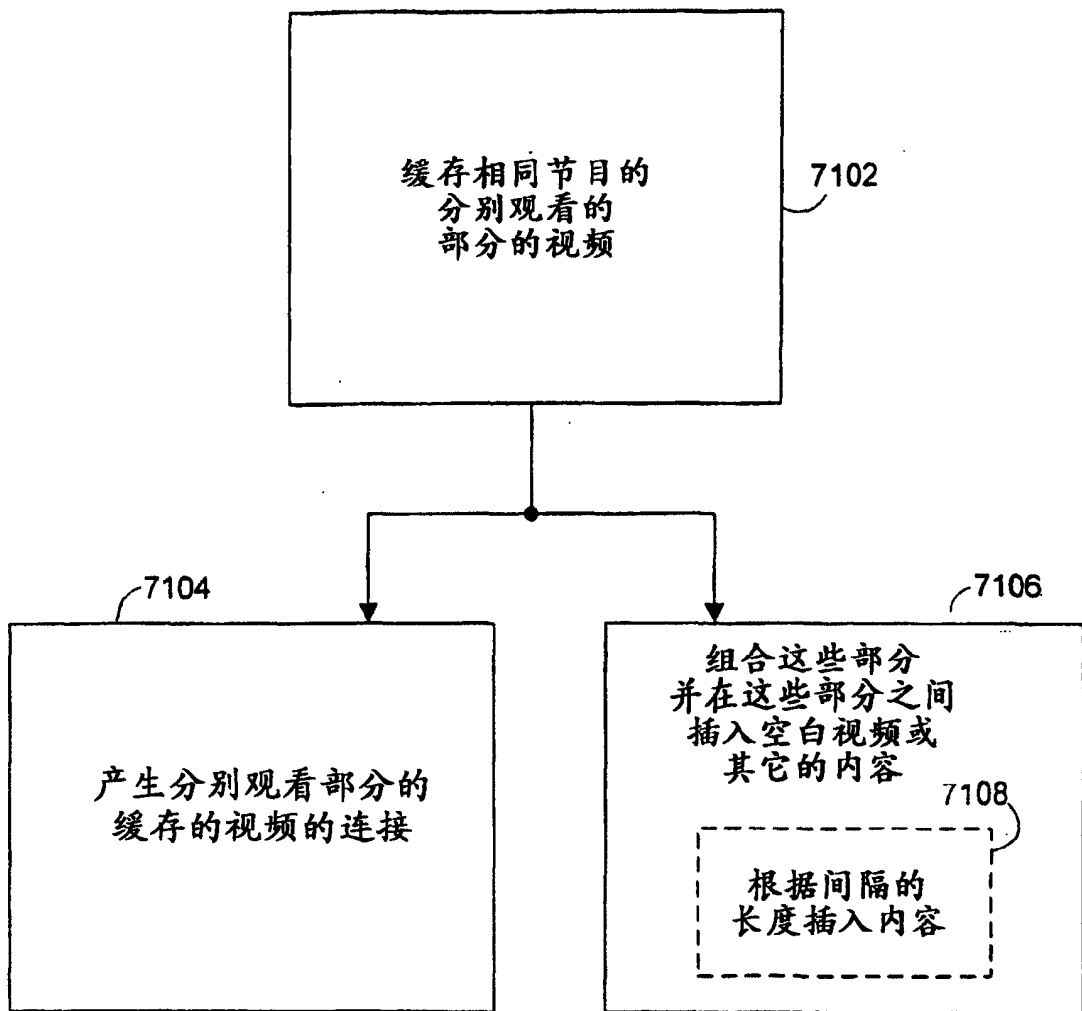 缓存相同节目的
分别观看的
部分的视频
7102
7104
产生分别观看部分的
缓存的视频的连接
7106
组合这些部分
并在这些部分之间
插入空白视频或
其它的内容
7108
根据间隔的
长度插入内容